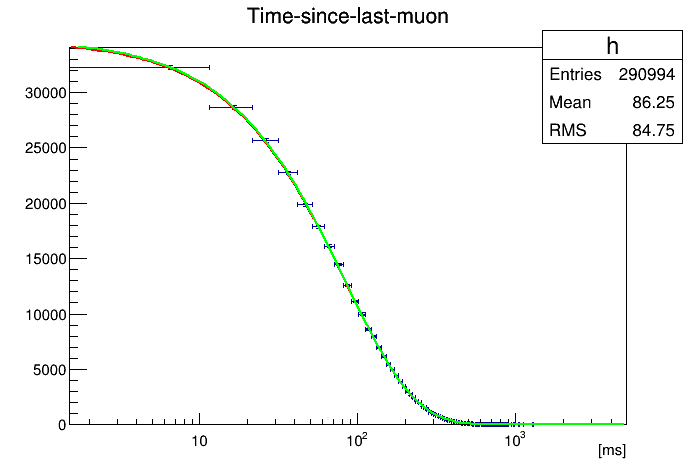 Time-since-last-muon
h
Entries 290994
Mean 86.25
RMS 84.75
30000
25000
20000
15000
10000
5000
0
10
10²
10³
[ms]